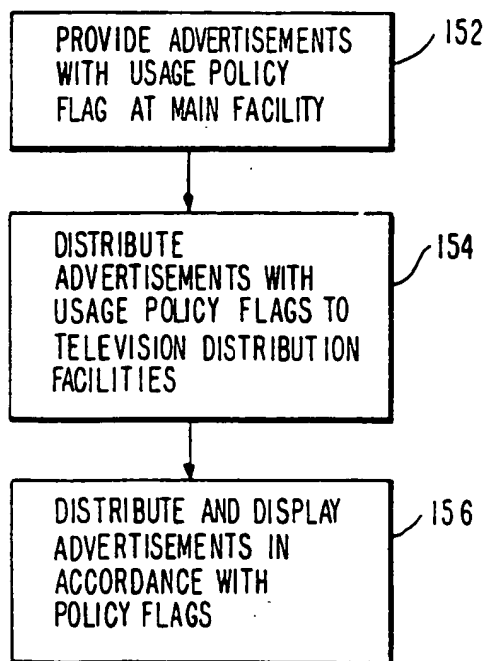 PROVIDE ADVERTISEMENTS
WITH USAGE POLICY
FLAG AT MAIN FACILITY
152
DISTRIBUTE
ADVERTISEMENTS WITH
USAGE POLICY FLAGS TO
TELEVISION DISTRIBUTION
FACILITIES
154
DISTRIBUTE AND DISPLAY
ADVERTISEMENTS IN
ACCORDANCE WITH
POLICY FLAGS
156